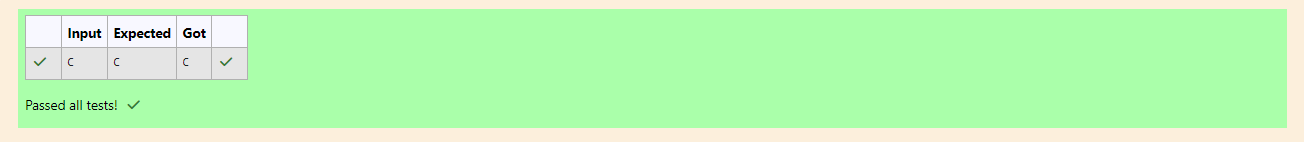 Input Expected Got
C C C
Passed all tests!